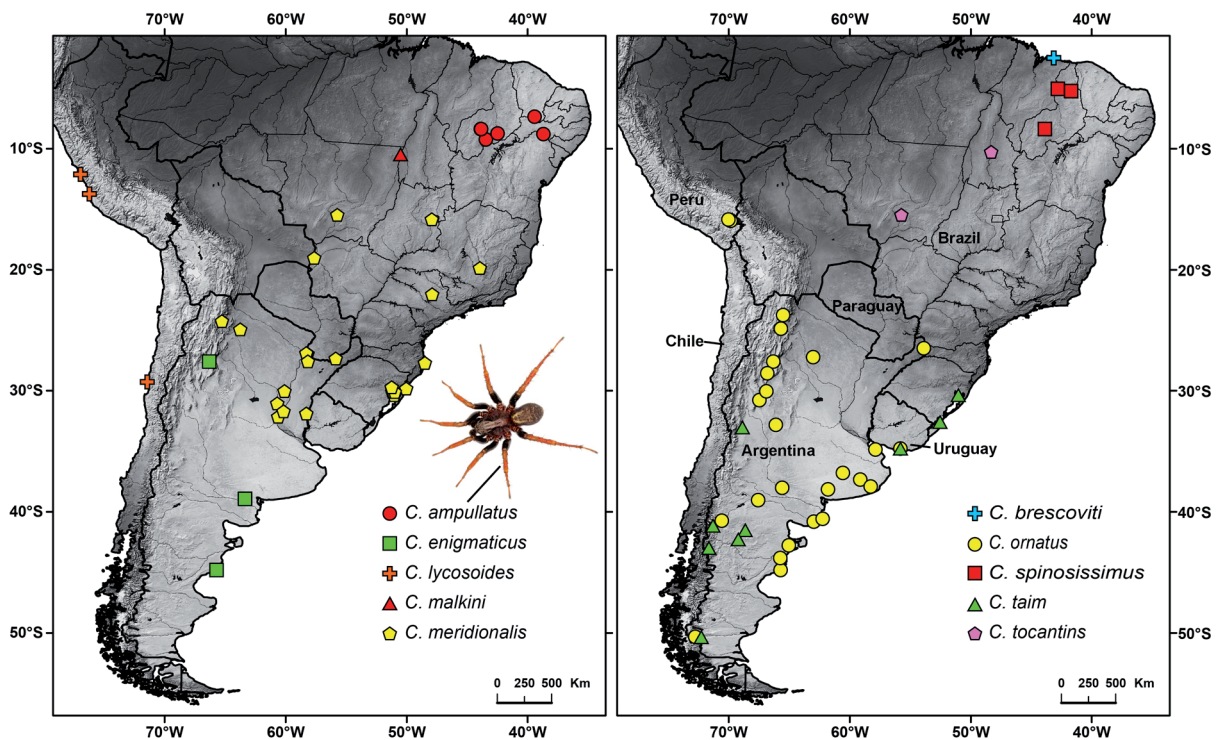 70°W 60°W 50°W 40°W
70°W 60°W 50°W 40°W
10°S
20°S
30°S
40°S
50°S
C. ampullatus
C. enigmaticus
C. lycosoides
C. malkini
C. meridionalis
0 250 500 Km
70°W 60°W 50°W 40°W
Peru
Brazil
Paraguay
Chile
Argentina
Uruguay
C. brescoviti
C. ornatus
C. spinosissimus
C. taim
C. tocantins
0 250 500 Km
10°S
20°S
30°S
40°S
50°S
70°W 60°W 50°W 40°W